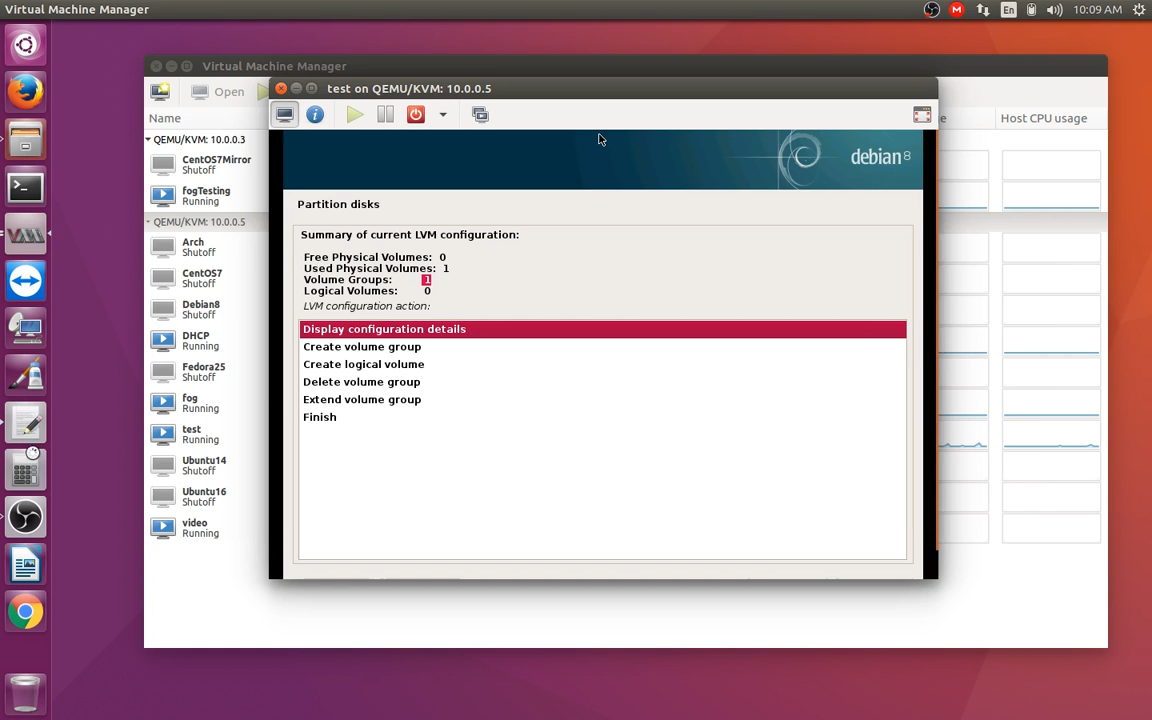 Virtual Machine Manager
En
10:09 AM
Virtual Machine Manager
Open
Name
Host CPU usage
test on QEMU/KVM: 10.0.0.5
QEMU/KVM: 10.0.0.3
CentOS7Mirror
Shutoff
fogTesting
Running
QEMU/KVM: 10.0.0.5
Arch
Shutoff
CentOS7
Shutoff
Debian8
Shutoff
DHCP
Running
Fedora25
Shutoff
fog
Running
test
Running
Ubuntu14
Shutoff
Ubuntu16
Shutoff
video
Running
debian8
Partition disks
Summary of current LVM configuration:
Free Physical Volumes: 0
Used Physical Volumes: 1
Volume Groups: 1
Logical Volumes: 0
LVM configuration action:
Display configuration details
Create volume group
Create logical volume
Delete volume group
Extend volume group
Finish